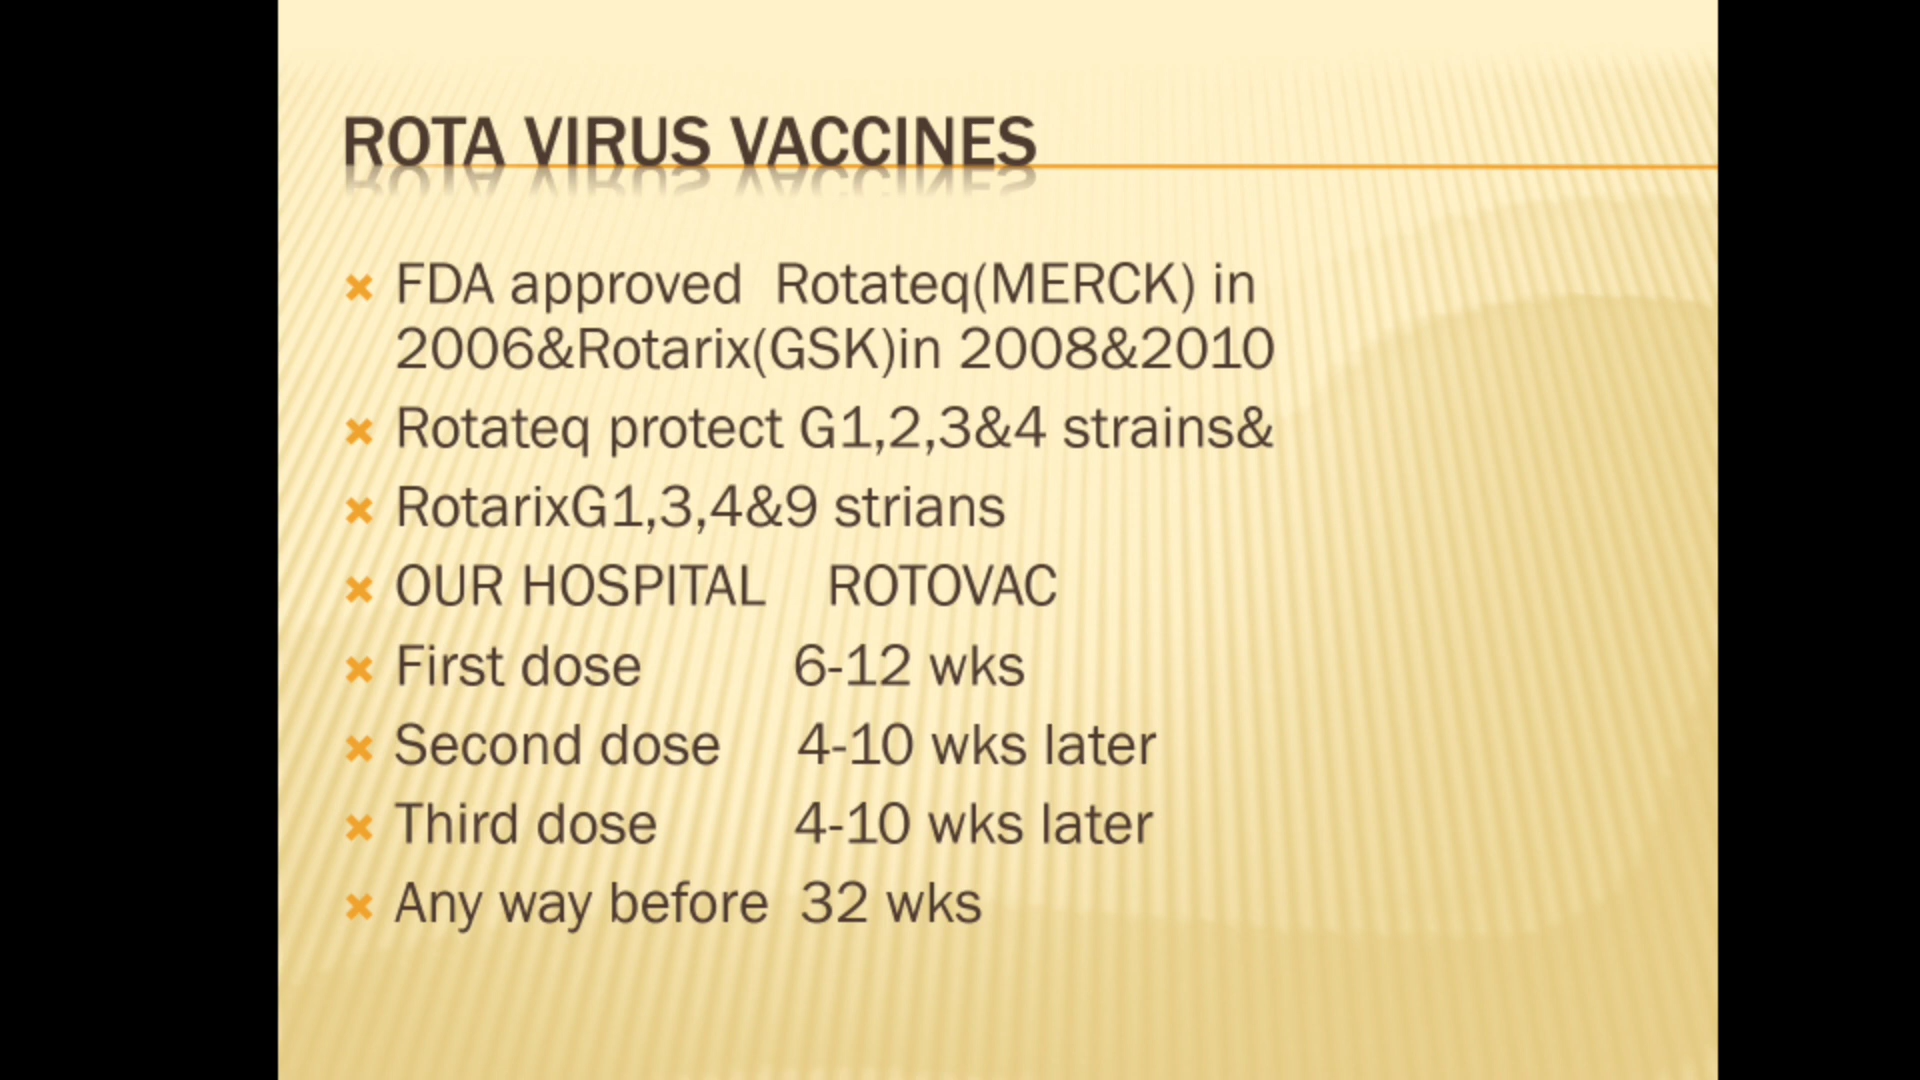 ROTA VIRUS VACCINES
FDA approved Rotateq(MERCK) in
2006&Rotarix(GSK)in 2008&2010
Rotateq protect G1,2,3&4 strains&
RotarixG1,3,4&9 strians
OUR HOSPITAL ROTOVAC
First dose 6-12 wks
Second dose 4-10 wks later
Third dose 4-10 wks later
Any way before 32 wks